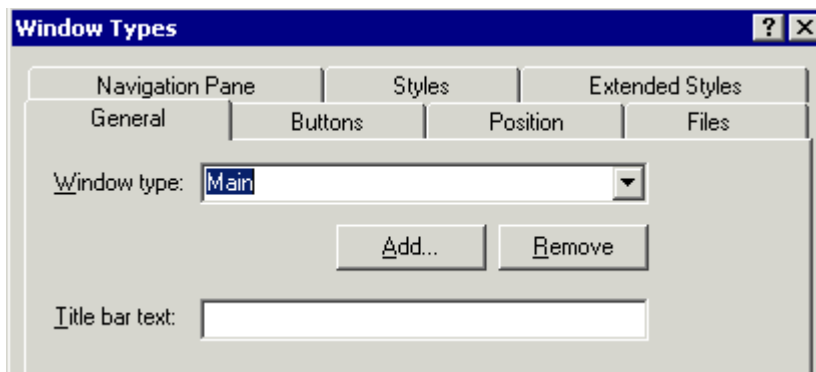 Window Types
Navigation Pane Styles Extended Styles
General Buttons Position Files
Window type: Main
Add... Remove
Title bar text: